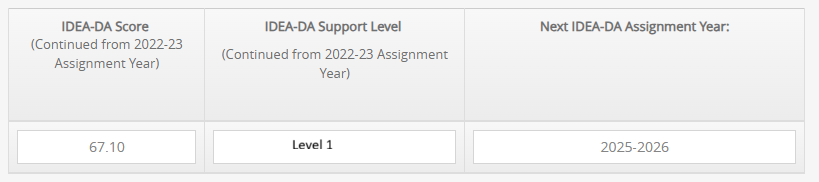 IDEA-DA Score
(Continued from 2022-23
Assignment Year)
IDEA-DA Support Level
(Continued from 2022-23 Assignment
Year)
Next IDEA-DA Assignment Year:
67.10
Level 1
2025-2026